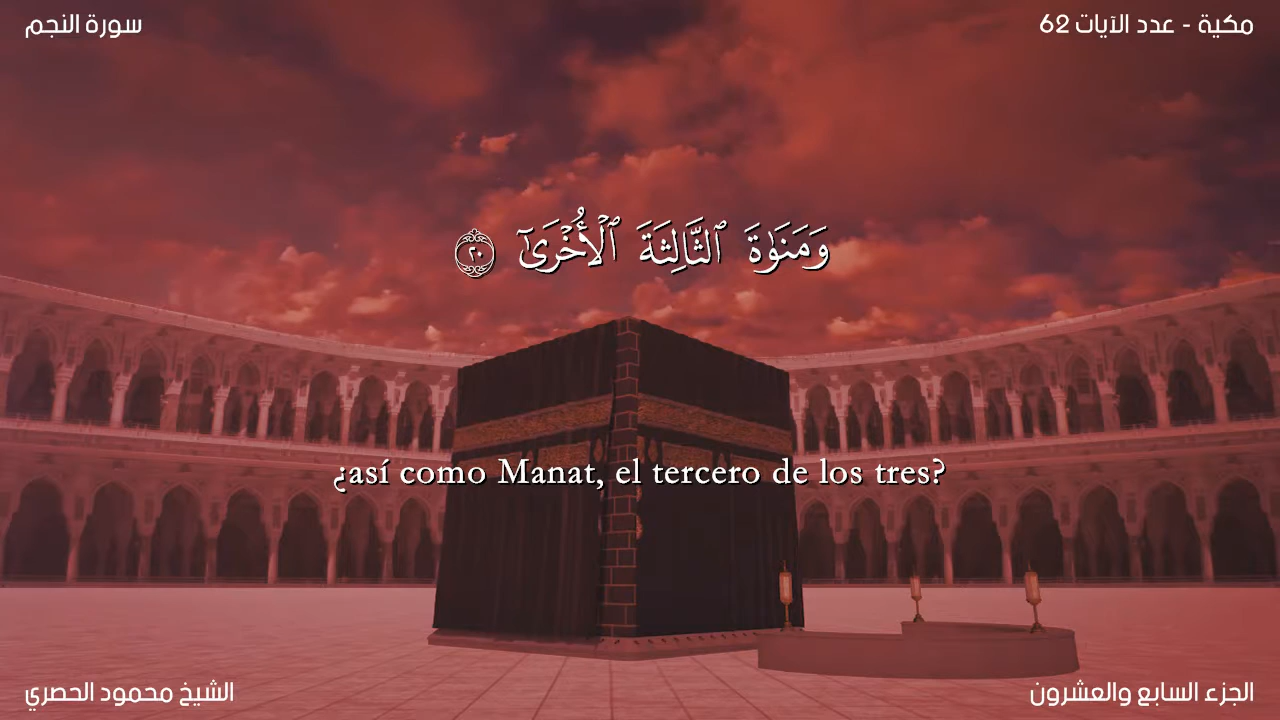 سورة النجم
مكية - عدد الآيات 62
وَمَنَوٰةَ ٱلثَّالِثَةَ ٱلْأُخْرَىٰٓ ٢٠
¿así como Manat, el tercero de los tres?
الشيخ محمود الحصري
الجزء السابع والعشرون